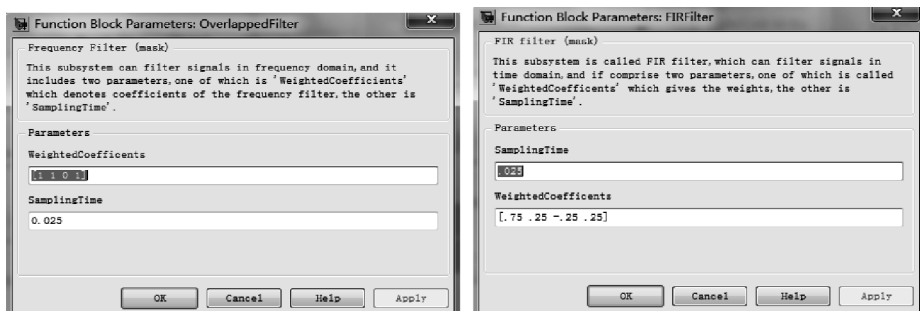 Function Block Parameters: OverlappedFilter
Frequency Filter (mask)
This subsystem can filter signals in frequency domain, and it
includes two parameters, one of which is 'WeightedCoefficients'
which denotes coefficients of the frequency filter, the other is
'SamplingTime'.
Parameters
WeightedCoefficents
[1 1 0 1]
SamplingTime
0.025
OK Cancel Help Apply
Function Block Parameters: FIRFilter
FIR filter (mask)
This subsystem is called FIR filter, which can filter signals in
time domain, and if comprise two parameters, one of which is called
'WeightedCoefficents' which gives the weights, the other is
'SamplingTime'.
Parameters
SamplingTime
.025
WeightedCoefficents
[.75 .25 -.25 .25]
OK Cancel Help Apply